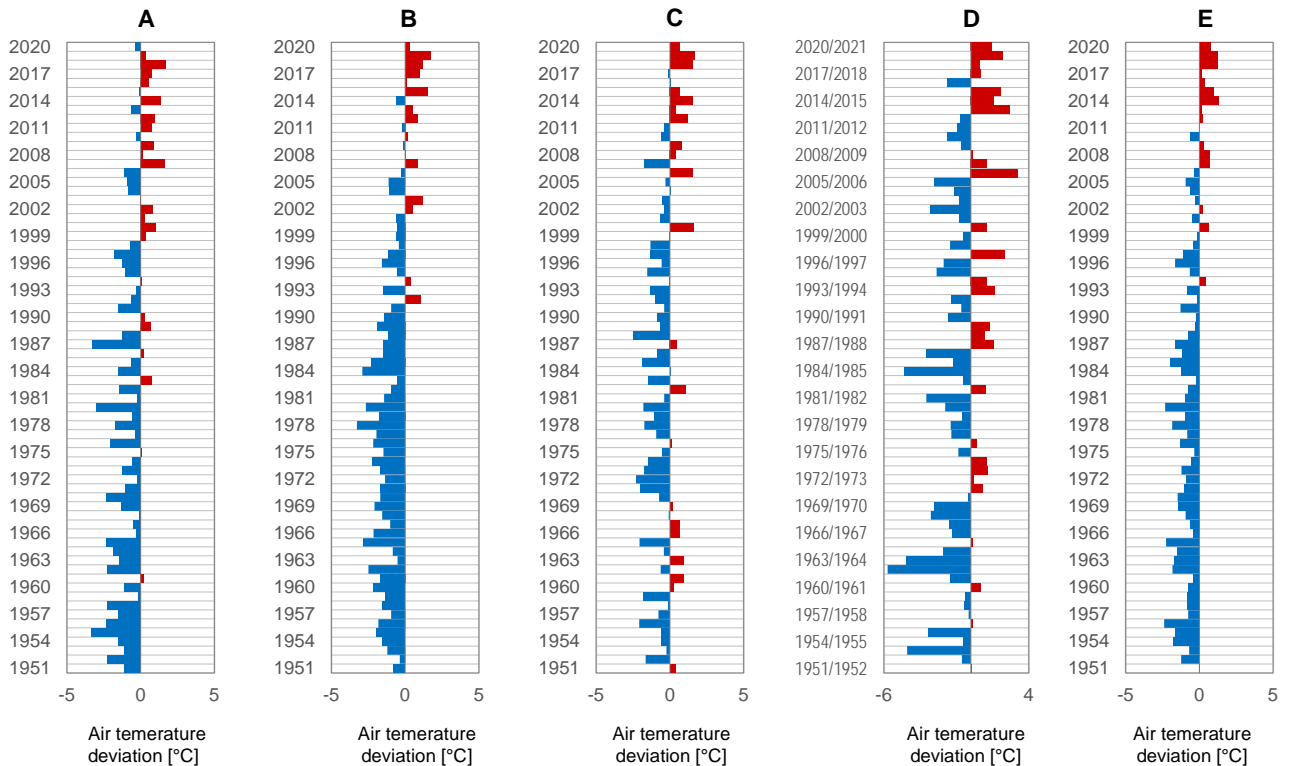 A B C D E
2020 2020 2020 2020/2021 2020
2017 2017 2017 2017/2018 2017
2014 2014 2014 2014/2015 2014
2011 2011 2011 2011/2012 2011
2008 2008 2008 2008/2009 2008
2005 2005 2005 2005/2006 2005
2002 2002 2002 2002/2003 2002
1999 1999 1999 1999/2000 1999
1996 1996 1996 1996/1997 1996
1993 1993 1993 1993/1994 1993
1990 1990 1990 1990/1991 1990
1987 1987 1987 1987/1988 1987
1984 1984 1984 1984/1985 1984
1981 1981 1981 1981/1982 1981
1978 1978 1978 1978/1979 1978
1975 1975 1975 1975/1976 1975
1972 1972 1972 1972/1973 1972
1969 1969 1969 1969/1970 1969
1966 1966 1966 1966/1967 1966
1963 1963 1963 1963/1964 1963
1960 1960 1960 1960/1961 1960
1957 1957 1957 1957/1958 1957
1954 1954 1954 1954/1955 1954
1951 1951 1951 1951/1952 1951
-5 0 5 -5 0 5 -5 0 5 -6 4 -5 0 5
Air temerature Air temerature Air temerature Air temerature Air temerature
deviation [°C] deviation [°C] deviation [°C] deviation [°C] deviation [°C]